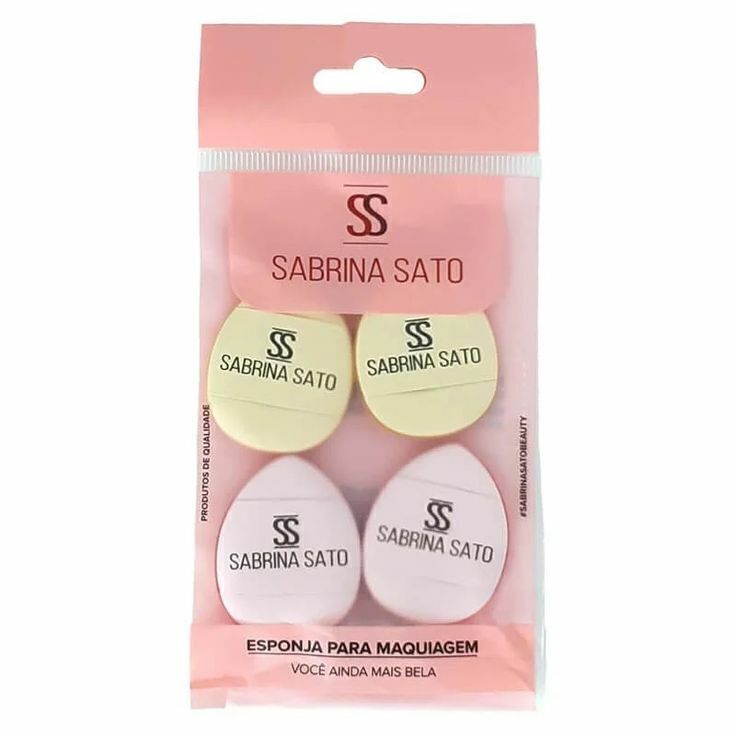 SS
SABRINA SATO
SS
SABRINA SATO
SS
SABRINA SATO
PRODUTOS DE QUALIDADE
#SABRINASATOBEAUTY
SS
SABRINA SATO
SS
SABRINA SATO
ESPONJA PARA MAQUIAGEM
VOCÊ AINDA MAIS BELA